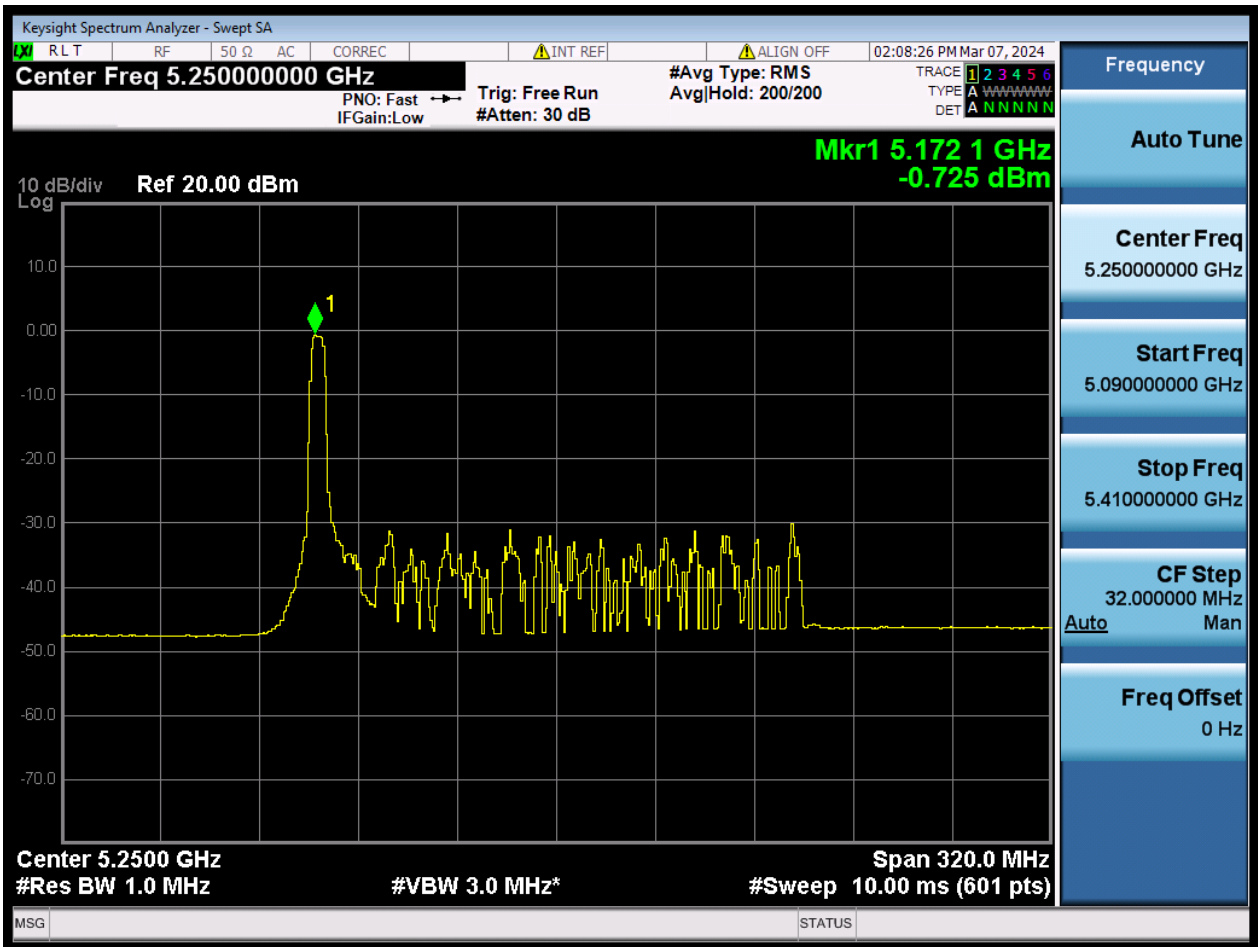 Keysight Spectrum Analyzer - Swept SA
LXI RLT RF 50 Ω AC CORREC INT REF ALIGN OFF 02:08:26 PM Mar 07, 2024
Center Freq 5.250000000 GHz
PNO: Fast
IFGain:Low
Trig: Free Run
#Atten: 30 dB
#Avg Type: RMS
Avg|Hold: 200/200
TRACE 1 2 3 4 5 6
TYPE A WWWWW
DET A N N N N N
Mkr1 5.172 1 GHz
-0.725 dBm
10 dB/div Ref 20.00 dBm
Log
1
10.0
0.00
-10.0
-20.0
-30.0
-40.0
-50.0
-60.0
-70.0
Center 5.2500 GHz Span 320.0 MHz
#Res BW 1.0 MHz #VBW 3.0 MHz* #Sweep 10.00 ms (601 pts)
MSG STATUS
Frequency
Auto Tune
Center Freq
5.250000000 GHz
Start Freq
5.090000000 GHz
Stop Freq
5.410000000 GHz
CF Step
32.000000 MHz
Auto Man
Freq Offset
0 Hz